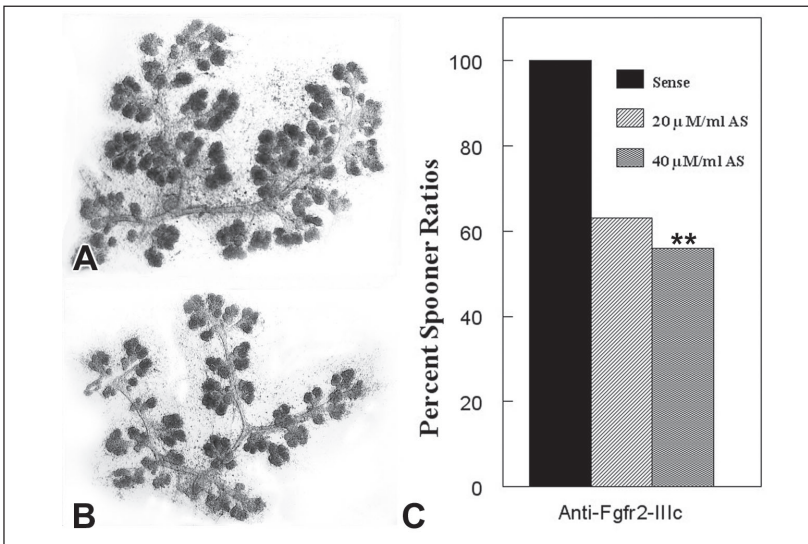 A
B
C
Percent Spooner Ratios
100
80
60
40
20
0
Sense
20 μ M/ml AS
40 μM/ml AS
**
Anti-Fgfr2-IIIc